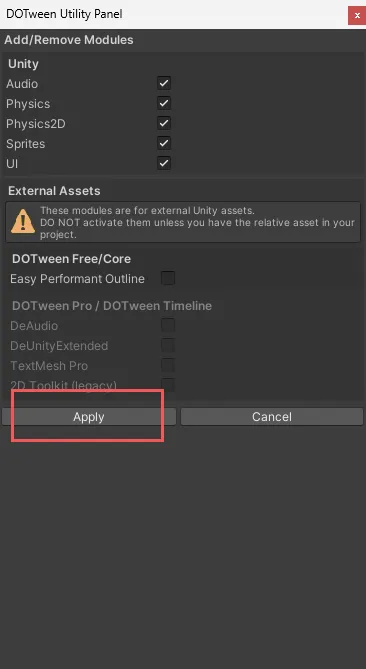 DOTween Utility Panel
x
Add/Remove Modules
Unity
Audio
Physics
Physics2D
Sprites
UI
External Assets
These modules are for external Unity assets.
DO NOT activate them unless you have the relative asset in your
project.
DOTween Free/Core
Easy Performant Outline
DOTween Pro / DOTween Timeline
DeAudio
DeUnityExtended
TextMesh Pro
2D Toolkit (legacy)
Apply Cancel